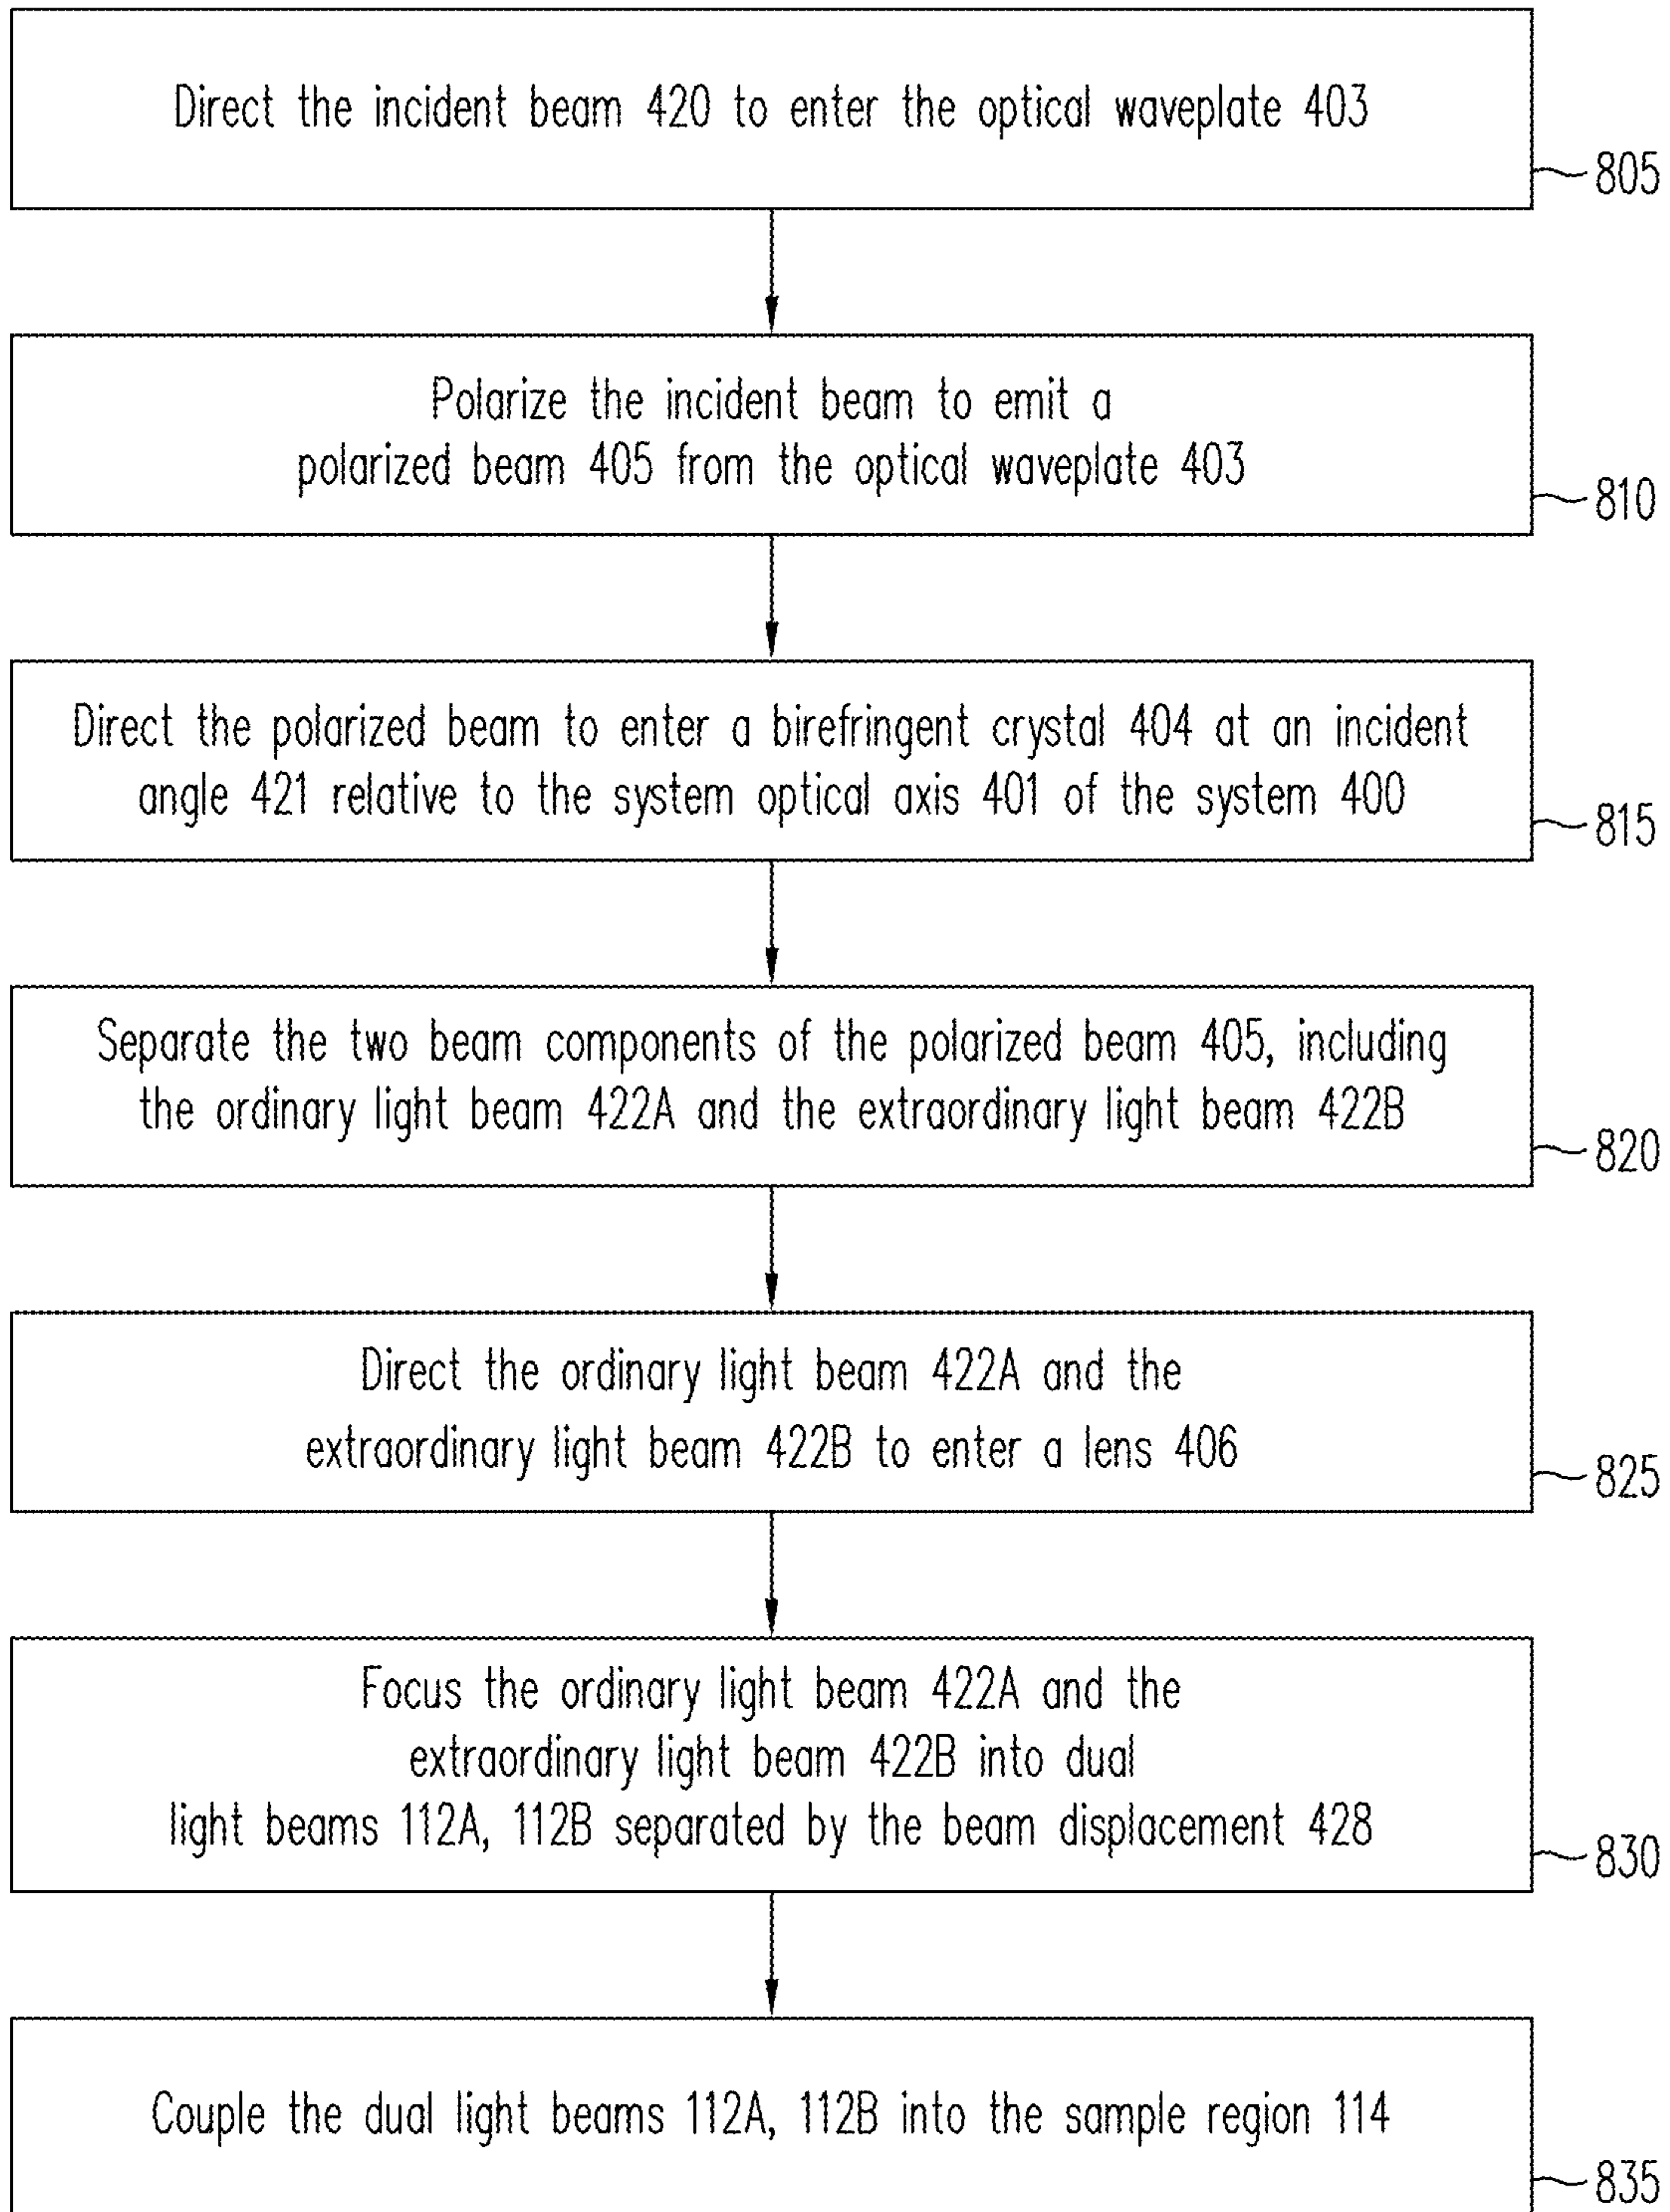 Direct the incident beam 420 to enter the optical waveplate 403
805
Polarize the incident beam to emit a
polarized beam 405 from the optical waveplate 403
810
Direct the polarized beam to enter a birefringent crystal 404 at an incident
angle 421 relative to the system optical axis 401 of the system 400
815
Separate the two beam components of the polarized beam 405, including
the ordinary light beam 422A and the extraordinary light beam 422B
820
Direct the ordinary light beam 422A and the
extraordinary light beam 422B to enter a lens 406
825
Focus the ordinary light beam 422A and the
extraordinary light beam 422B into dual
light beams 112A, 112B separated by the beam displacement 428
830
Couple the dual light beams 112A, 112B into the sample region 114
835